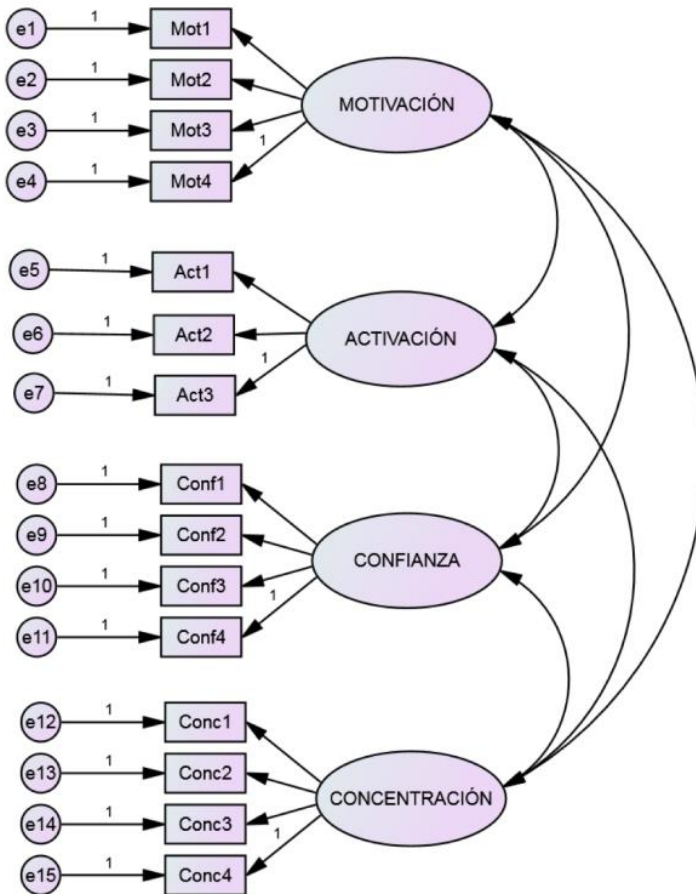 e1 1 Mot1
e2 1 Mot2
MOTIVACIÓN
e3 1 Mot3
1
e4 1 Mot4
e5 1 Act1
e6 1 Act2
ACTIVACIÓN
1
e7 1 Act3
e8 1 Conf1
e9 1 Conf2
CONFIANZA
e10 1 Conf3
1
e11 1 Conf4
e12 1 Conc1
e13 1 Conc2
CONCENTRACIÓN
e14 1 Conc3
1
e15 1 Conc4